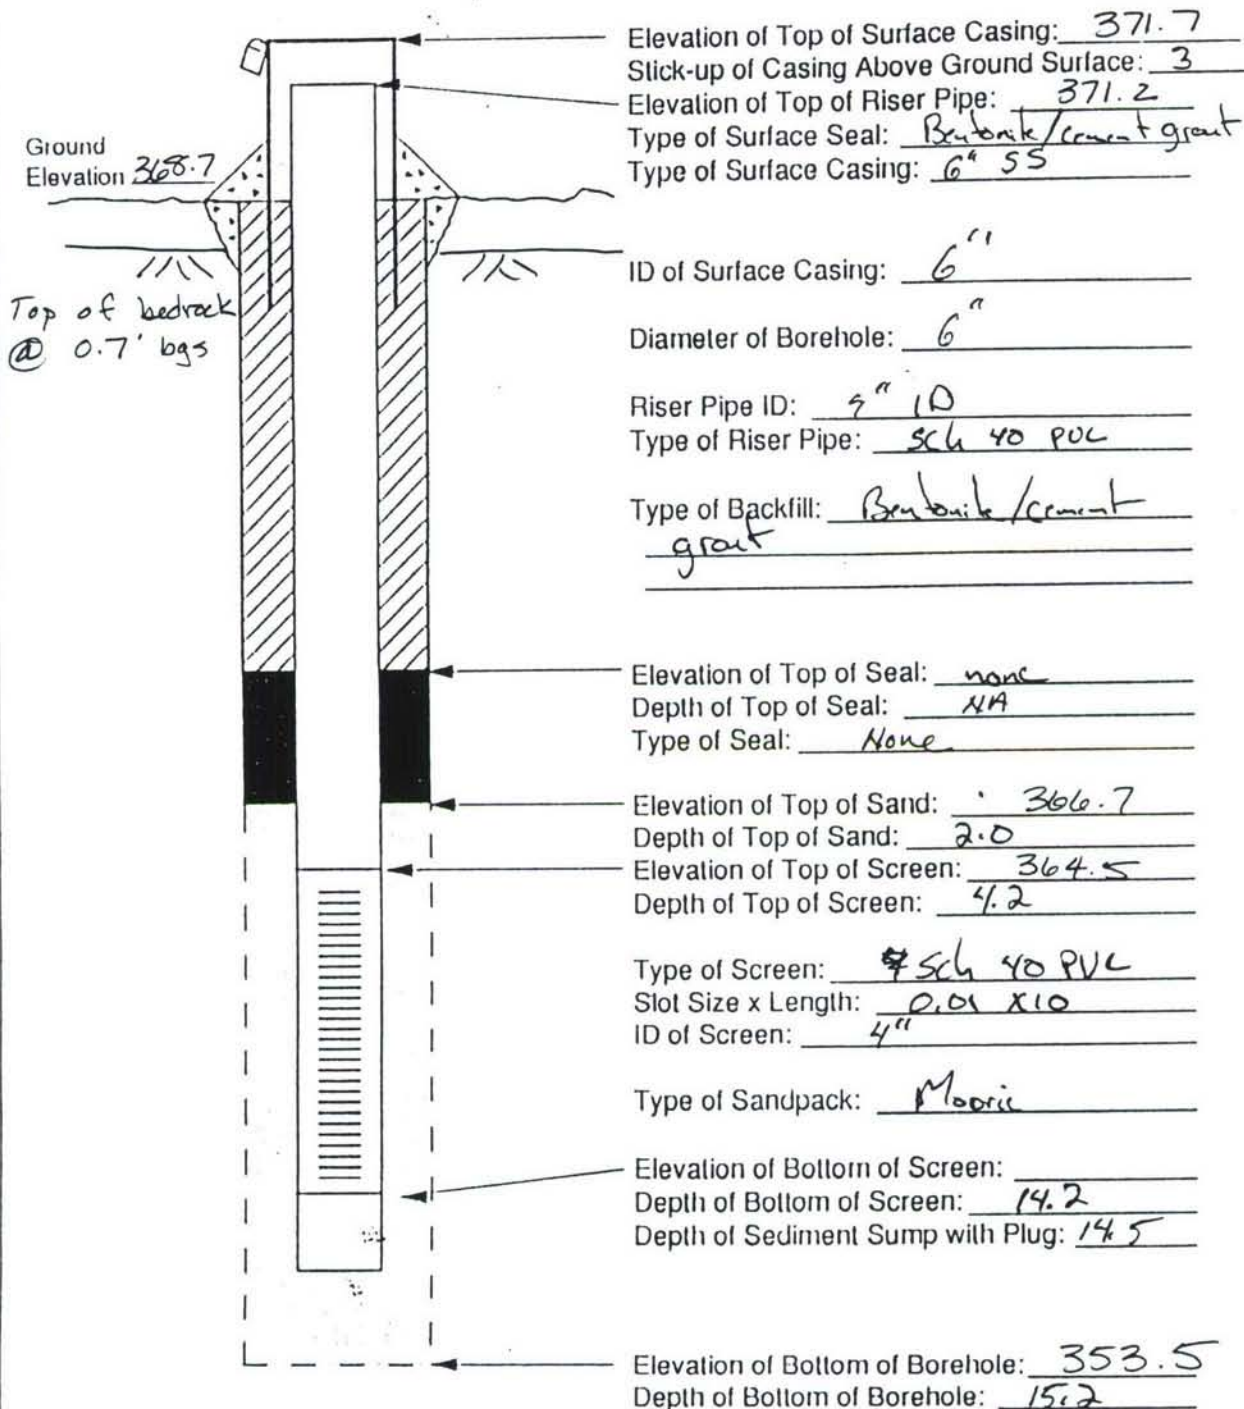 Elevation of Top of Surface Casing: 371.7
Stick-up of Casing Above Ground Surface: 3
Elevation of Top of Riser Pipe: 371.2
Type of Surface Seal: Bentonite/cement grout
Type of Surface Casing: 6" SS
Ground
Elevation 368.7
ID of Surface Casing: 6"
Top of bedrock
@ 0.7' bgs
Diameter of Borehole: 6"
Riser Pipe ID: 4" ID
Type of Riser Pipe: Sch 40 PVC
Type of Backfill: Bentonite/cement
grout
Elevation of Top of Seal: none
Depth of Top of Seal: NA
Type of Seal: None
Elevation of Top of Sand: 366.7
Depth of Top of Sand: 2.0
Elevation of Top of Screen: 364.5
Depth of Top of Screen: 4.2
Type of Screen: Sch 40 PVC
Slot Size x Length: 0.01 X10
ID of Screen: 4"
Type of Sandpack: Moorie
Elevation of Bottom of Screen:
Depth of Bottom of Screen: 14.2
Depth of Sediment Sump with Plug: 14.5
Elevation of Bottom of Borehole: 353.5
Depth of Bottom of Borehole: 15.2